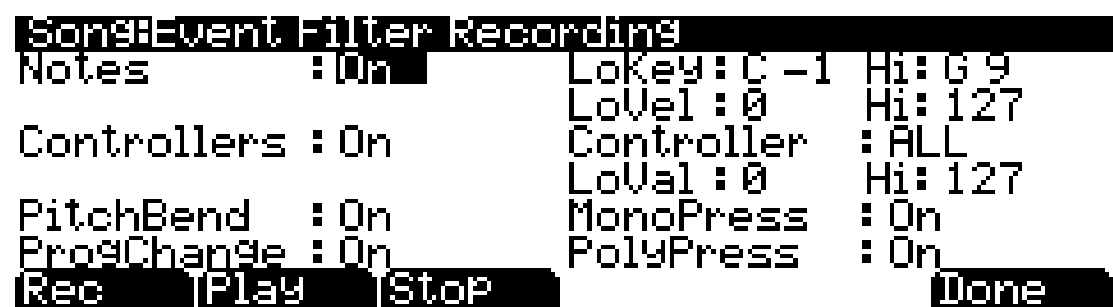 Song:Event Filter Recording
Notes :On LoKey:C -1 Hi:G 9
LoVel:0 Hi:127
Controllers :On Controller :ALL
LoVal:0 Hi:127
PitchBend :On MonoPress :On
ProgChange :On PolyPress :On
Rec Play Stop Done